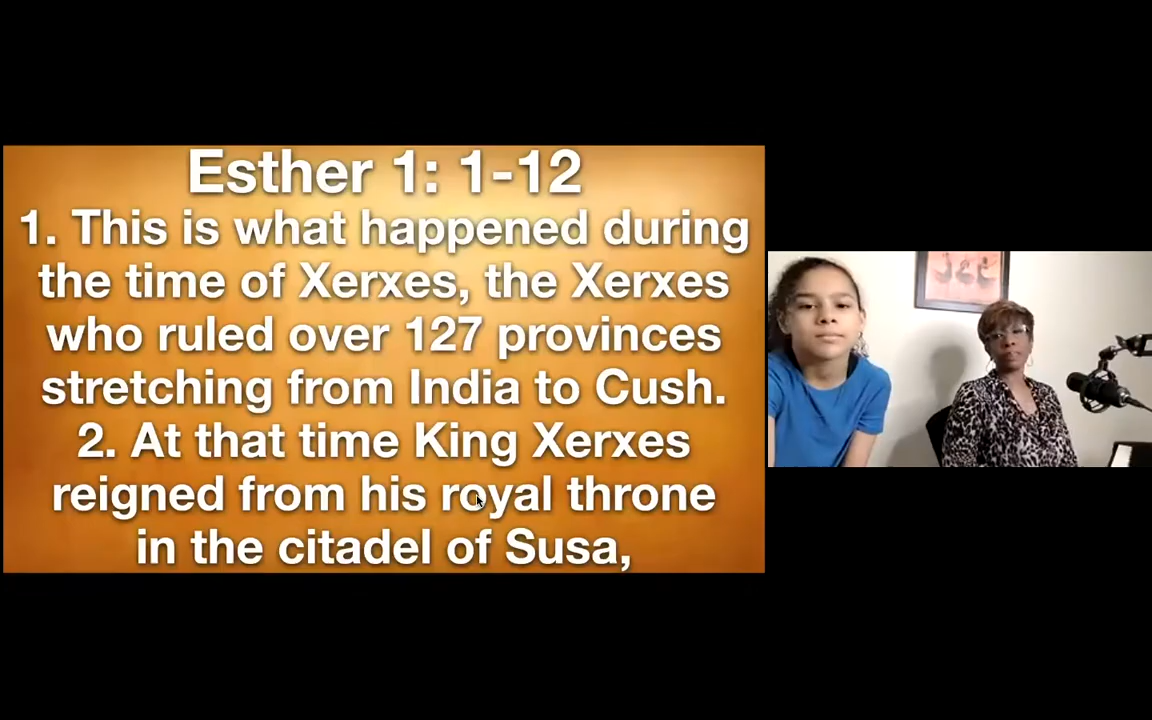 Esther 1: 1-12
1. This is what happened during
the time of Xerxes, the Xerxes
who ruled over 127 provinces
stretching from India to Cush.
2. At that time King Xerxes
reigned from his royal throne
in the citadel of Susa,